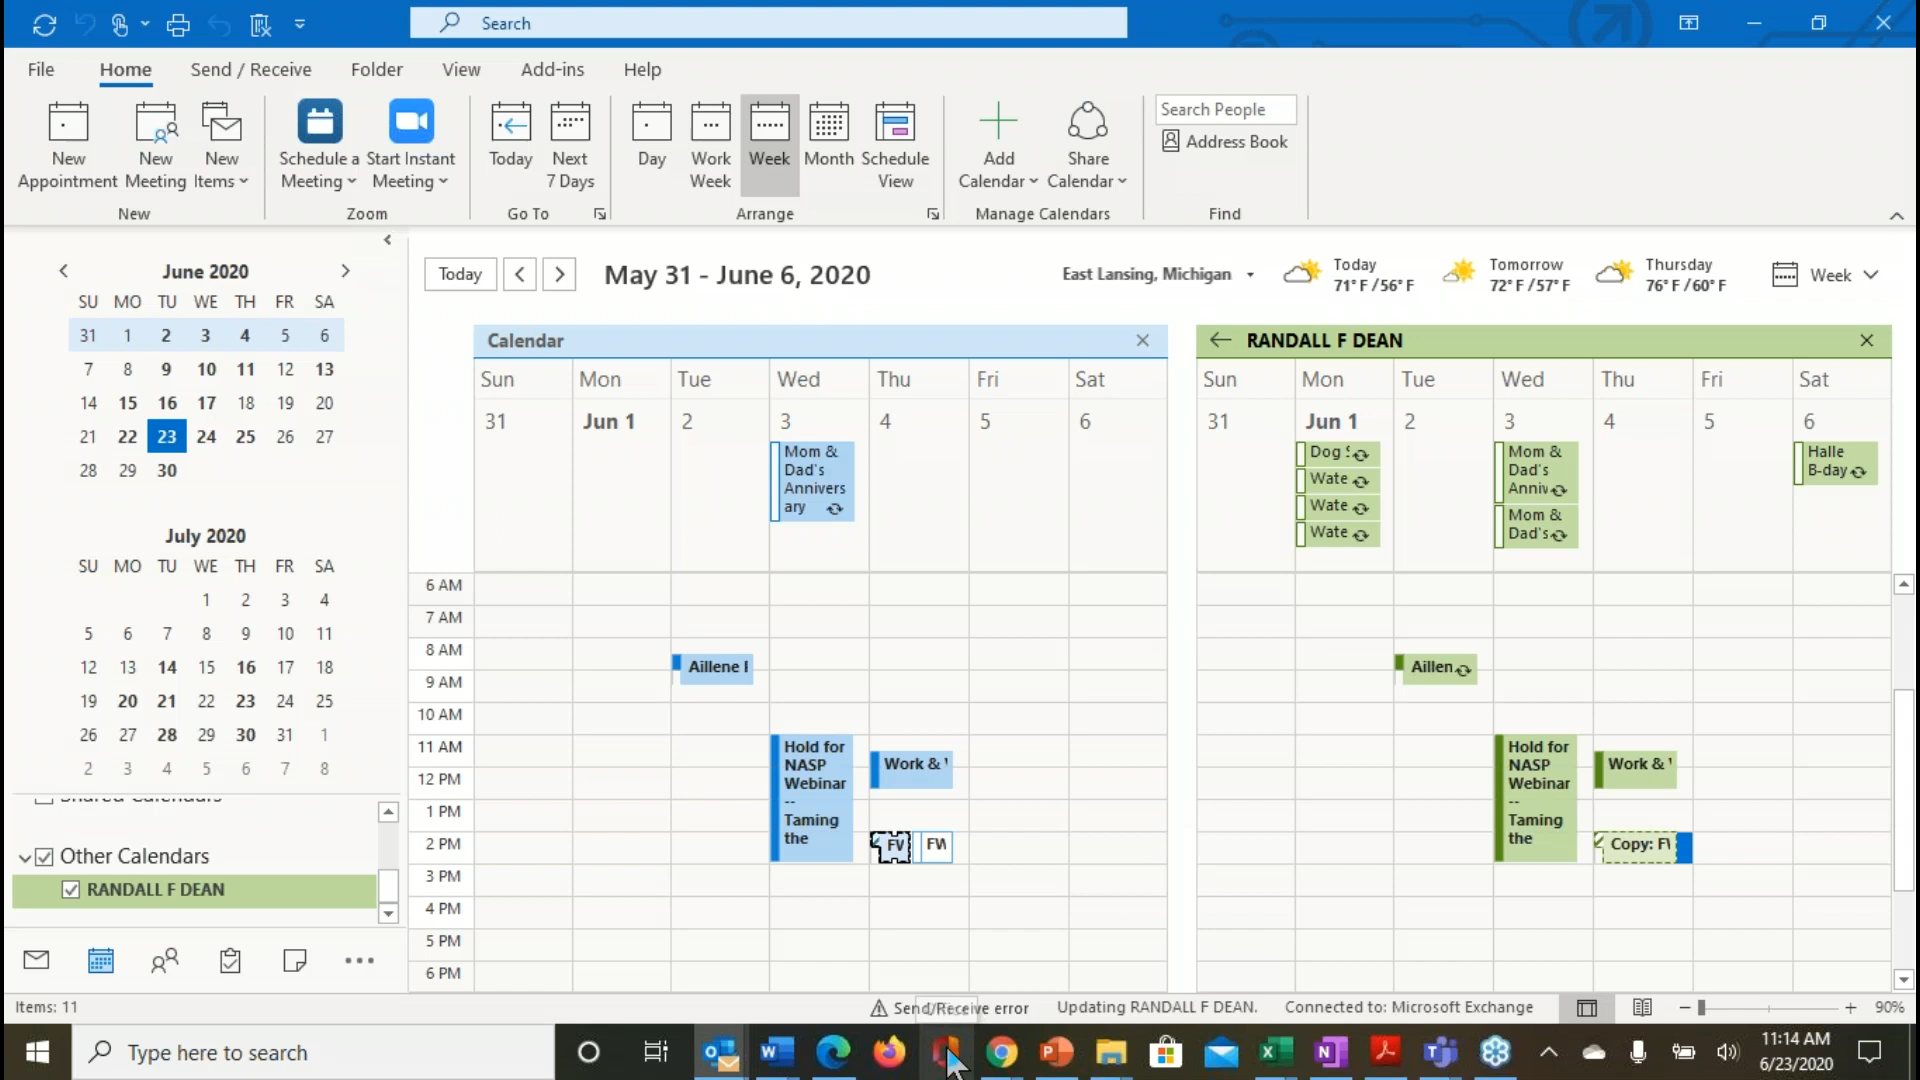 Search
File Home Send / Receive Folder View Add-ins Help
New Appointment
New Meeting
New Items
New
Schedule a Meeting
Start Instant Meeting
Zoom
Today
Next 7 Days
Go To
Day
Work Week
Week
Month
Schedule View
Arrange
Add Calendar
Share Calendar
Manage Calendars
Search People
Address Book
Find
June 2020
SU MO TU WE TH FR SA
31 1 2 3 4 5 6
7 8 9 10 11 12 13
14 15 16 17 18 19 20
21 22 23 24 25 26 27
28 29 30
July 2020
SU MO TU WE TH FR SA
1 2 3 4
5 6 7 8 9 10 11
12 13 14 15 16 17 18
19 20 21 22 23 24 25
26 27 28 29 30 31 1
2 3 4 5 6 7 8
Other Calendars
RANDALL F DEAN
Items: 11
Today
May 31 - June 6, 2020
East Lansing, Michigan
Today
71° F / 56° F
Tomorrow
72° F / 57° F
Thursday
76° F / 60° F
Week
Calendar
Sun Mon Tue Wed Thu Fri Sat
31 Jun 1 2 3 4 5 6
Mom &
Dad's
Annivers
ary
6 AM
7 AM
8 AM
9 AM
10 AM
11 AM
12 PM
1 PM
2 PM
3 PM
4 PM
5 PM
6 PM
Aillene
Hold for
NASP
Webinar
--
Taming
the
Work &
FW
FW
RANDALL F DEAN
Sun Mon Tue Wed Thu Fri Sat
31 Jun 1 2 3 4 5 6
Dog
Wate
Wate
Wate
Mom &
Dad's
Anniv
Mom &
Dad's
Halle
B-day
Aillen
Hold for
NASP
Webinar
--
Taming
the
Work &
Copy:
Send/Receive error
Updating RANDALL F DEAN.
Connected to: Microsoft Exchange
90%
Type here to search
11:14 AM
6/23/2020